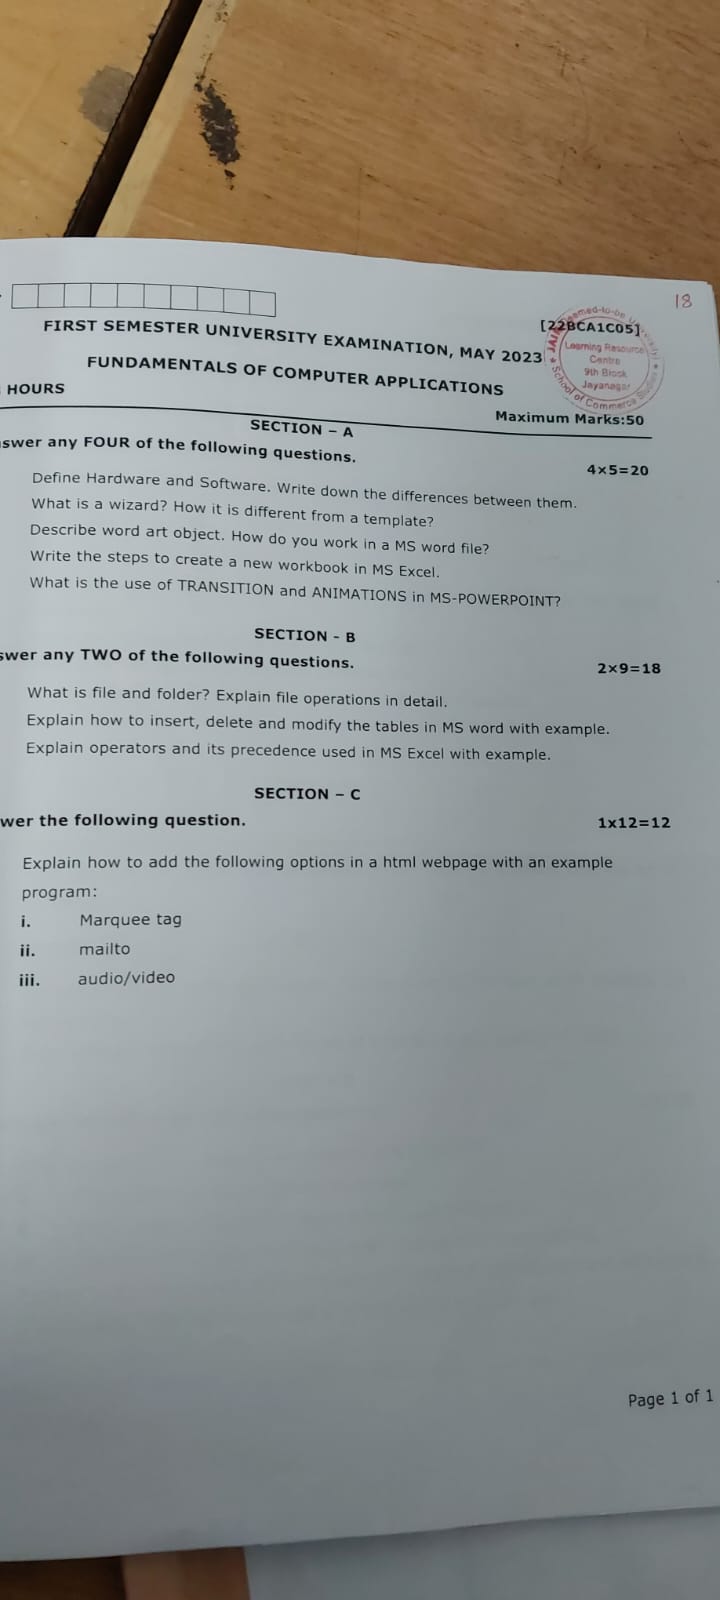 18
[22BCA1C05]
FIRST SEMESTER UNIVERSITY EXAMINATION, MAY 2023
FUNDAMENTALS OF COMPUTER APPLICATIONS
HOURS
Maximum Marks:50
JAIN (Deemed-to-be University)
Learning Resource
Centre
9th Block
Jayanagar
School of Commerce Studies
SECTION – A
swer any FOUR of the following questions.
4×5=20
Define Hardware and Software. Write down the differences between them.
What is a wizard? How it is different from a template?
Describe word art object. How do you work in a MS word file?
Write the steps to create a new workbook in MS Excel.
What is the use of TRANSITION and ANIMATIONS in MS-POWERPOINT?
SECTION - B
swer any TWO of the following questions.
2×9=18
What is file and folder? Explain file operations in detail.
Explain how to insert, delete and modify the tables in MS word with example.
Explain operators and its precedence used in MS Excel with example.
SECTION – C
wer the following question.
1x12=12
Explain how to add the following options in a html webpage with an example
program:
i. Marquee tag
ii. mailto
iii. audio/video
Page 1 of 1